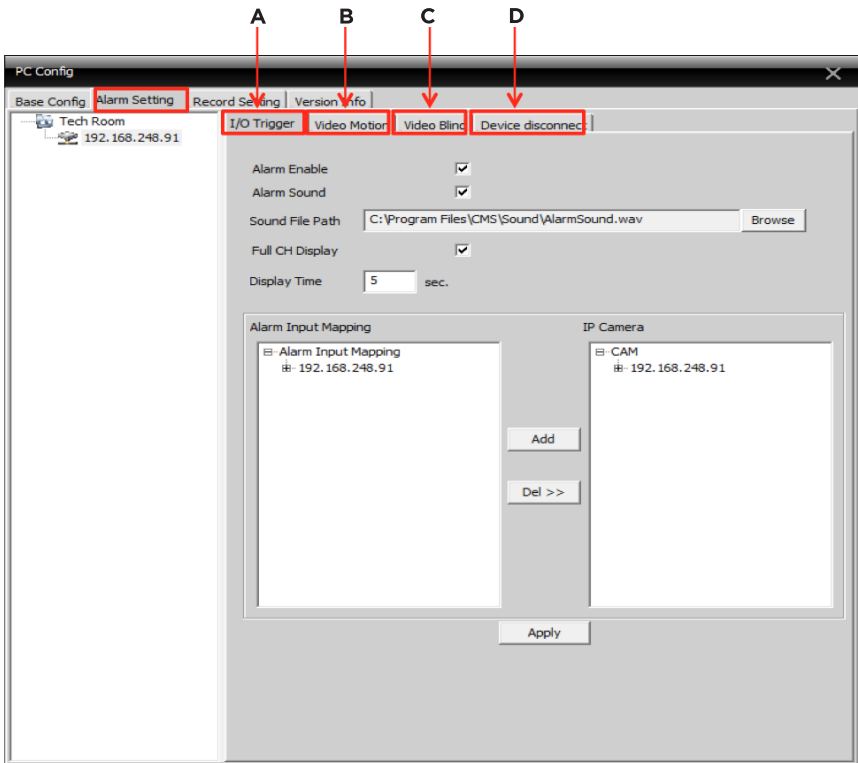 A B C D
PC Config
Base Config Alarm Setting Record Setting Version Info
Tech Room
192.168.248.91
I/O Trigger Video Motion Video Blind Device disconnect
Alarm Enable
Alarm Sound
Sound File Path C:\Program Files\CMS\Sound\AlarmSound.wav Browse
Full CH Display
Display Time 5 sec.
Alarm Input Mapping IP Camera
Alarm Input Mapping CAM
192.168.248.91 192.168.248.91
Add
Del >>
Apply